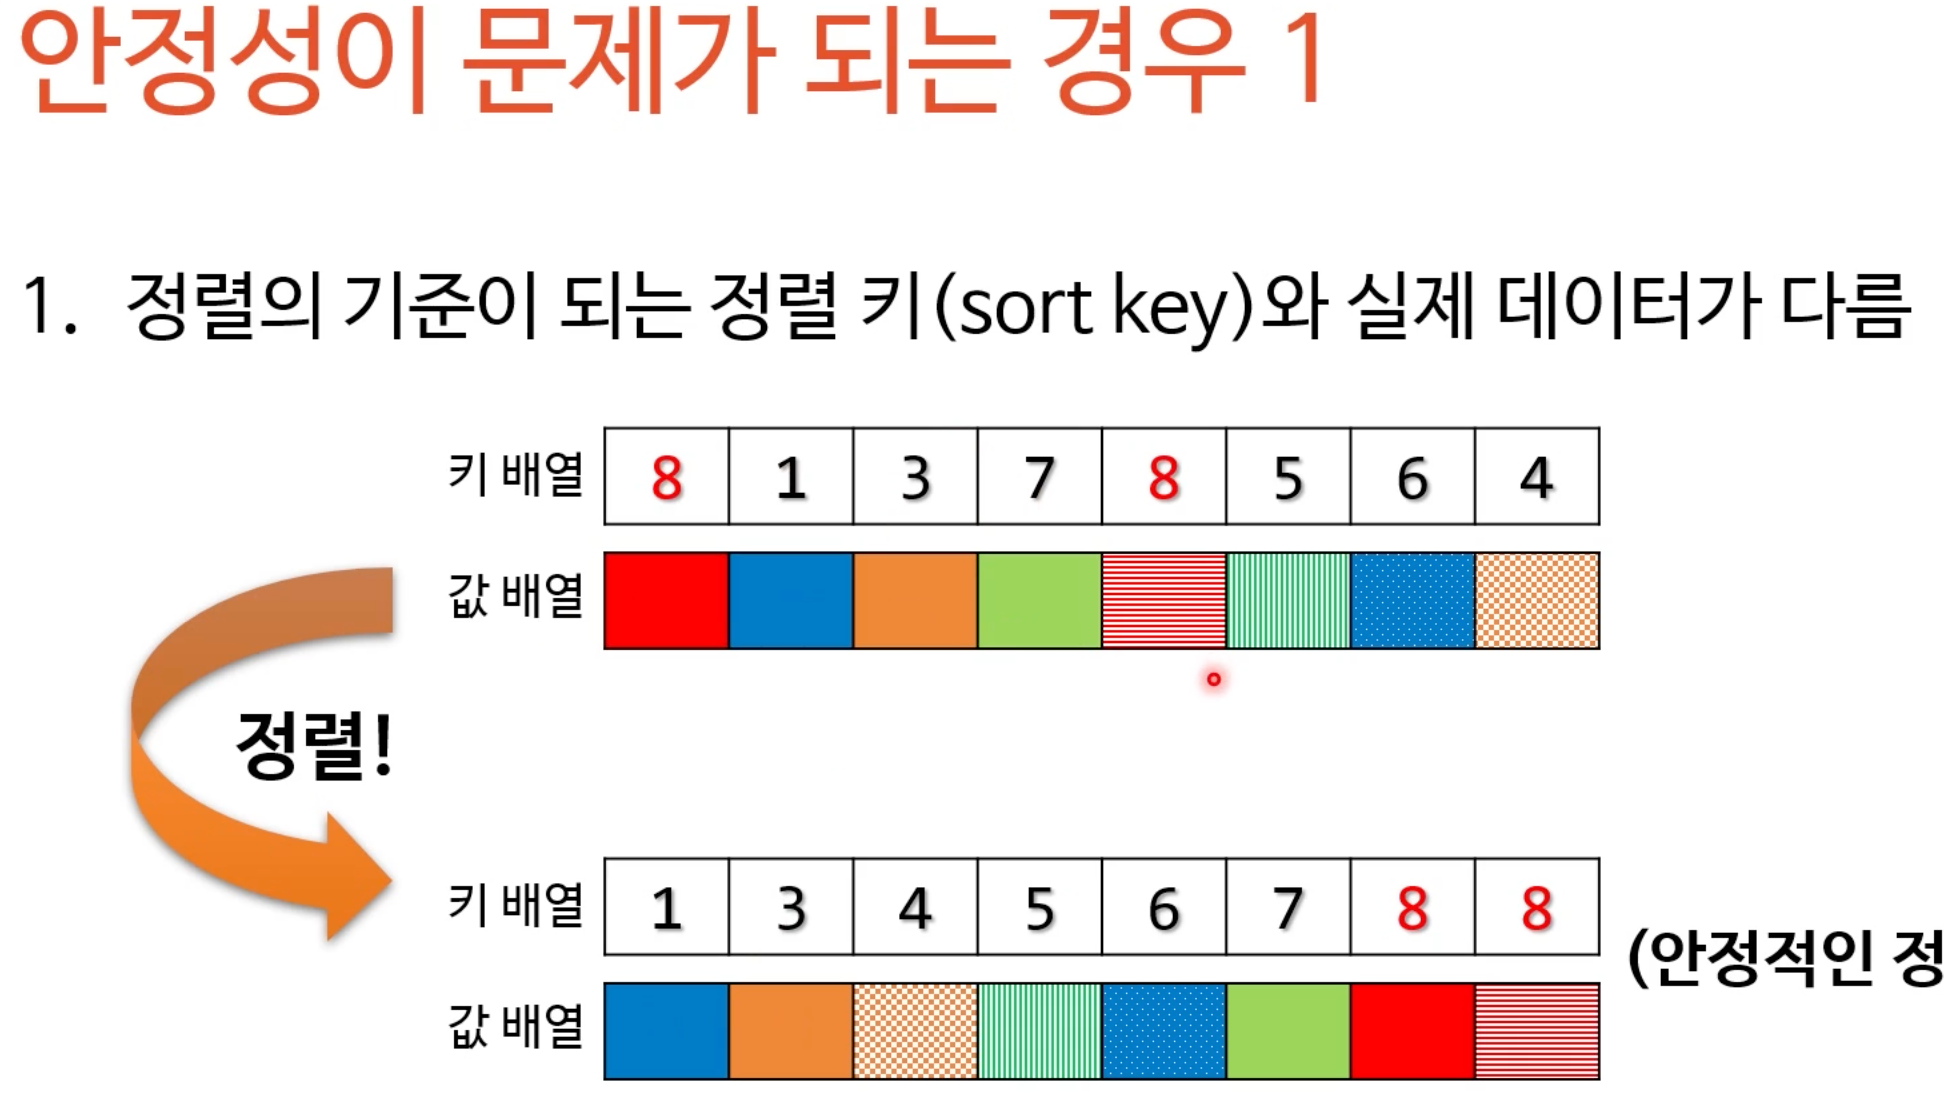 안정성이 문제가 되는 경우 1
1. 정렬의 기준이 되는 정렬 키(sort key)와 실제 데이터가 다름
키 배열 8 1 3 7 8 5 6 4
값 배열
정렬!
키 배열 1 3 4 5 6 7 8 8
(안정적인 정
값 배열